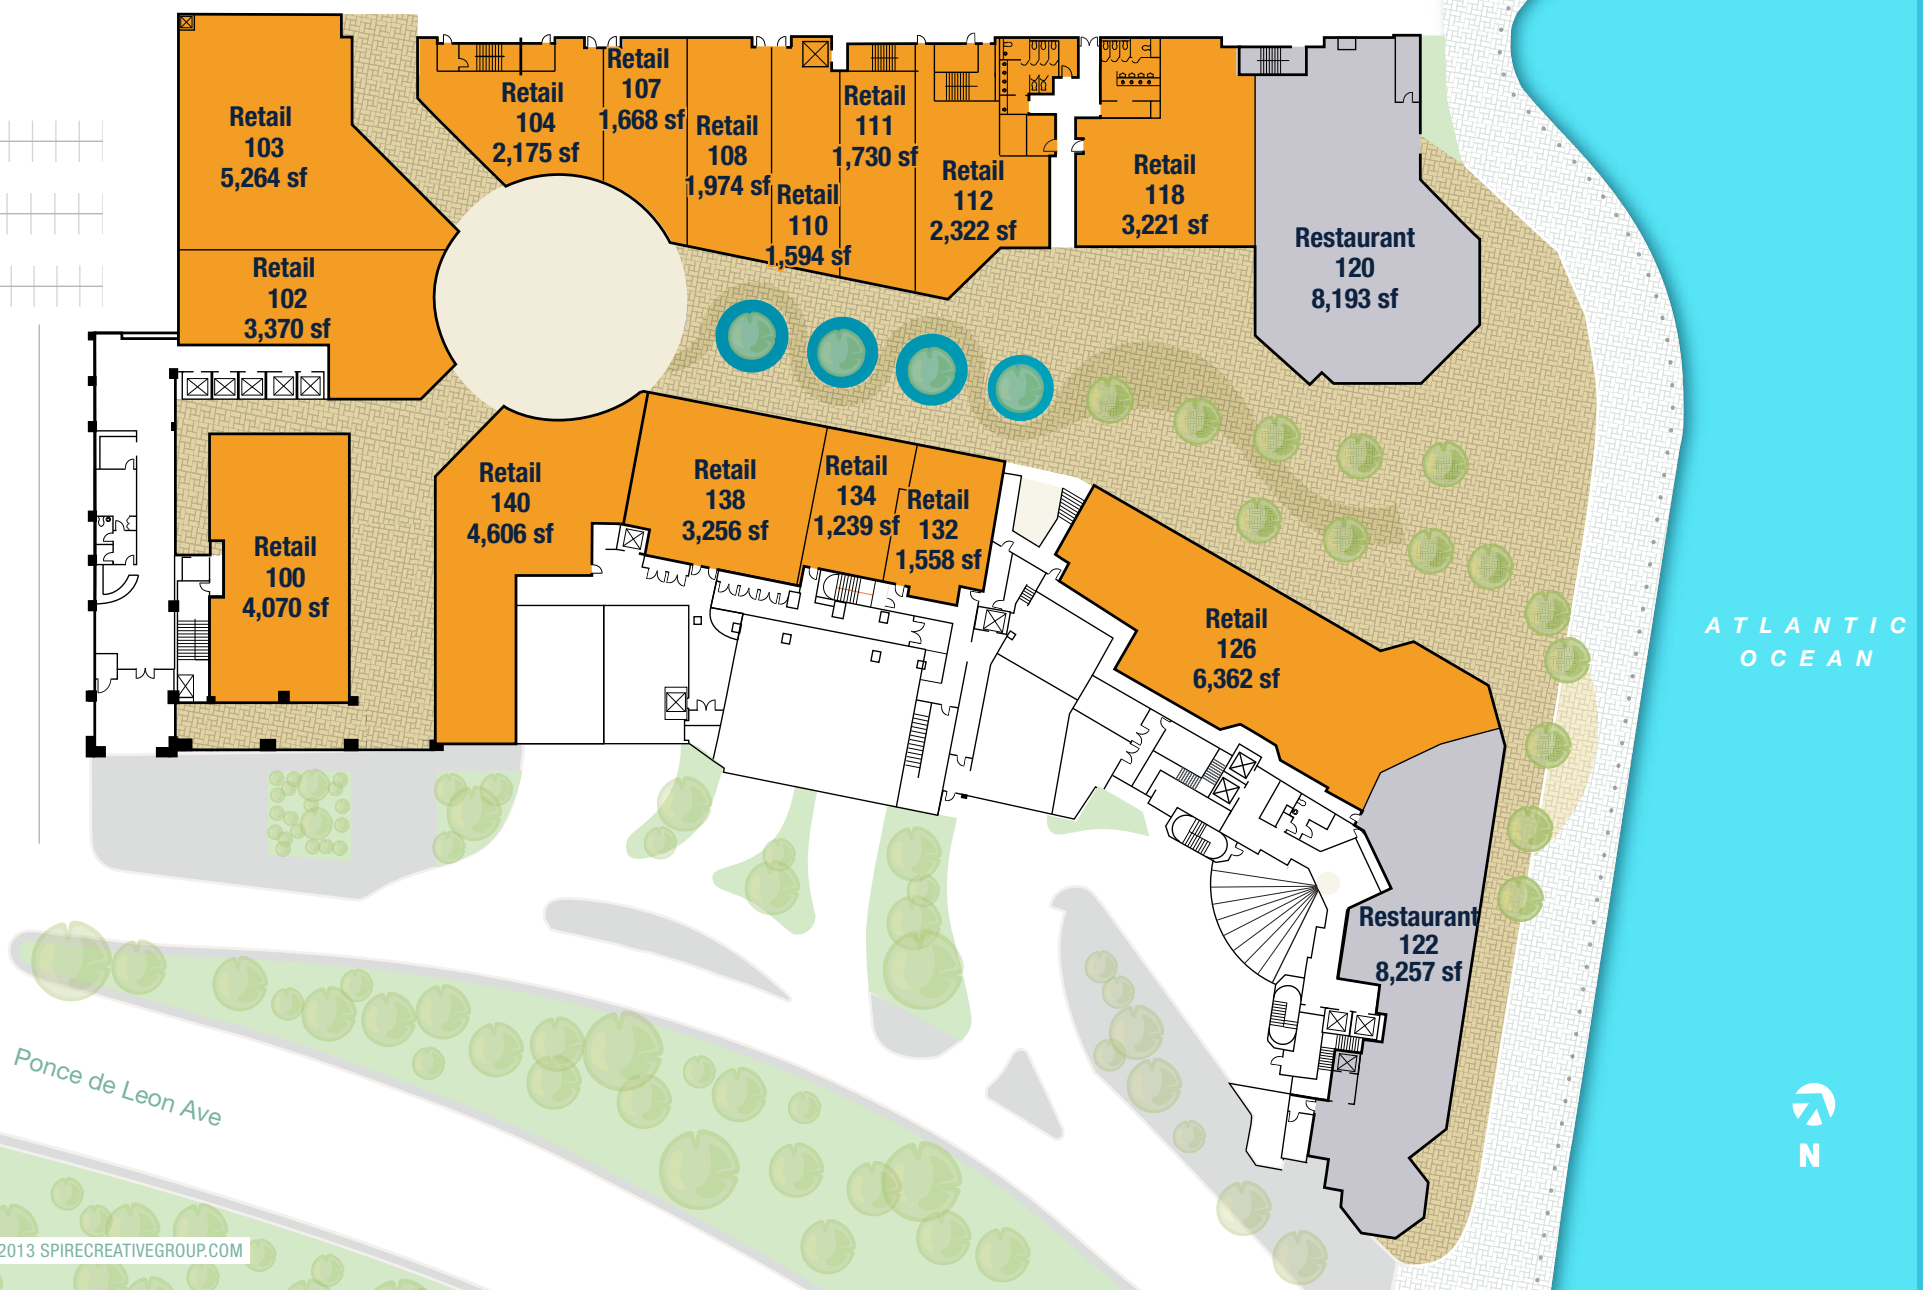 Retail
103
5,264 sf
Retail
104
2,175 sf
Retail
107
1,668 sf
Retail
108
1,974 sf
Retail
110
1,594 sf
Retail
111
1,730 sf
Retail
112
2,322 sf
Retail
118
3,221 sf
Restaurant
120
8,193 sf
Retail
102
3,370 sf
Retail
100
4,070 sf
Retail
140
4,606 sf
Retail
138
3,256 sf
Retail
134
1,239 sf
Retail
132
1,558 sf
Retail
126
6,362 sf
ATLANTIC
OCEAN
Restaurant
122
8,257 sf
Ponce de Leon Ave
N
2013 SPIRECREATIVEGROUP.COM